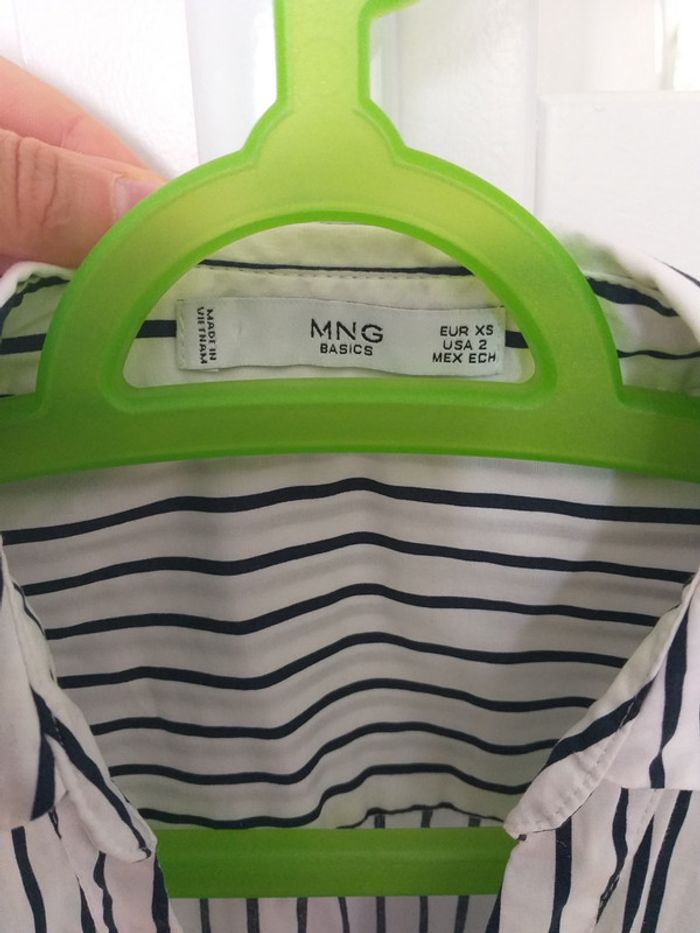 MADE IN
VIETNAM
MNG
BASICS
EUR XS
USA 2
MEX ECH